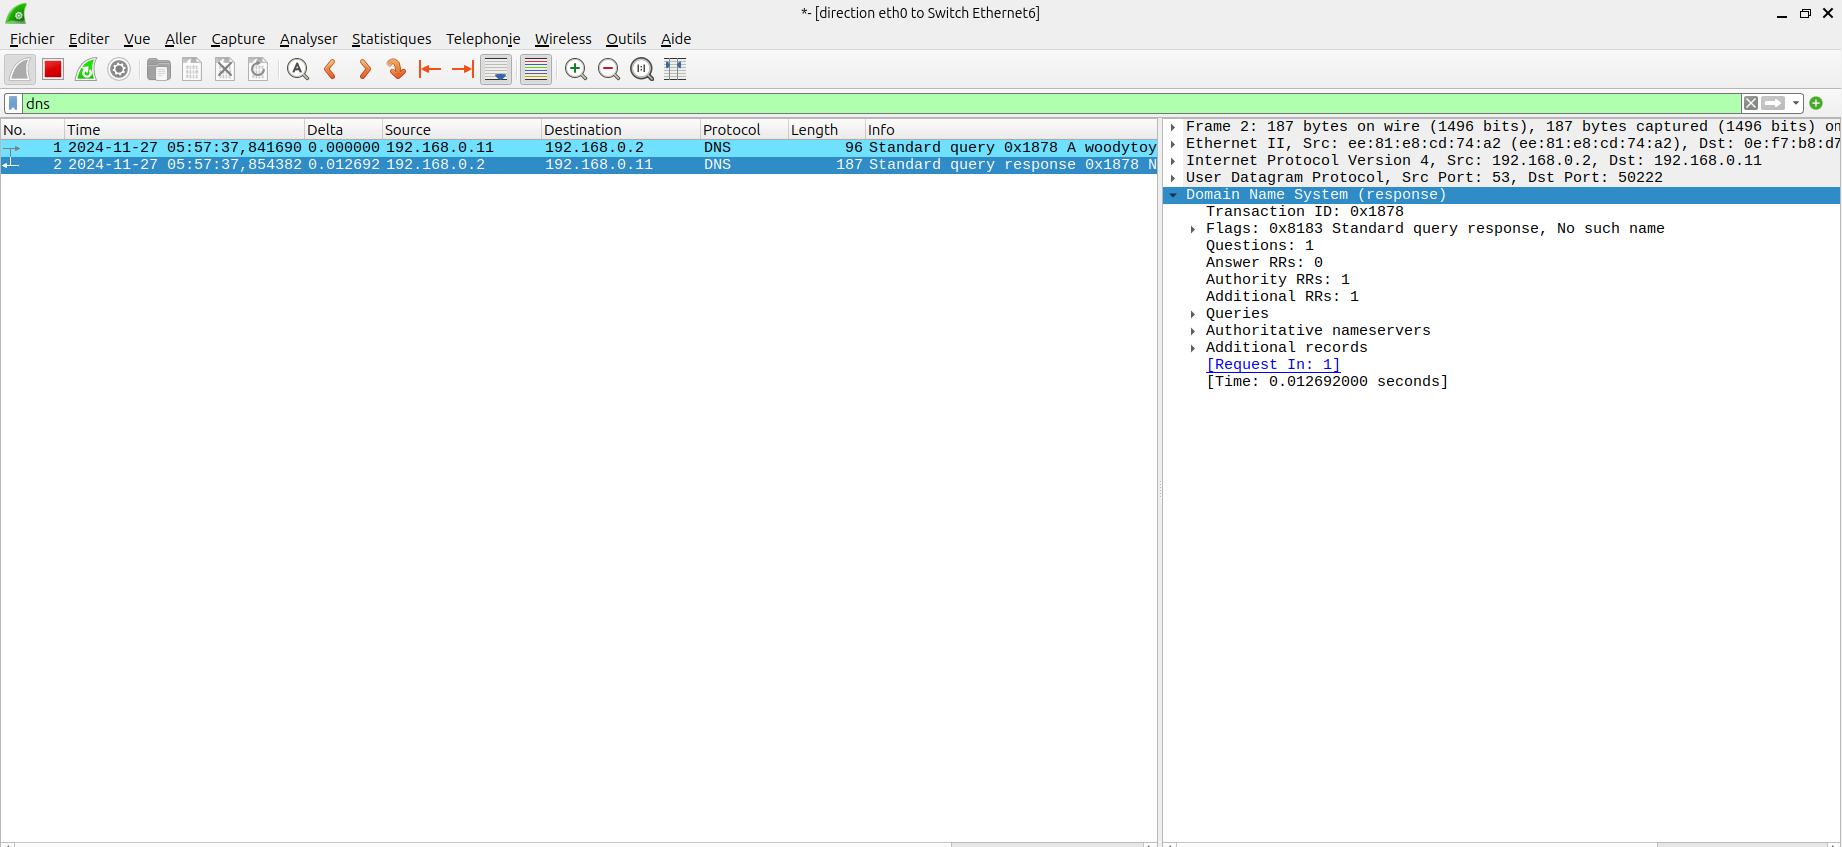 *- [direction eth0 to Switch Ethernet6]
Fichier Editer Vue Aller Capture Analyser Statistiques Telephonie Wireless Outils Aide
dns
No. Time Delta Source Destination Protocol Length Info
1 2024-11-27 05:57:37,841690 0.000000 192.168.0.11 192.168.0.2 DNS 96 Standard query 0x1878 A woodytoy
2 2024-11-27 05:57:37,854382 0.012692 192.168.0.2 192.168.0.11 DNS 187 Standard query response 0x1878 N
Frame 2: 187 bytes on wire (1496 bits), 187 bytes captured (1496 bits) on
Ethernet II, Src: ee:81:e8:cd:74:a2 (ee:81:e8:cd:74:a2), Dst: 0e:f7:b8:d7
Internet Protocol Version 4, Src: 192.168.0.2, Dst: 192.168.0.11
User Datagram Protocol, Src Port: 53, Dst Port: 50222
Domain Name System (response)
Transaction ID: 0x1878
Flags: 0x8183 Standard query response, No such name
Questions: 1
Answer RRs: 0
Authority RRs: 1
Additional RRs: 1
Queries
Authoritative nameservers
Additional records
[Request In: 1]
[Time: 0.012692000 seconds]